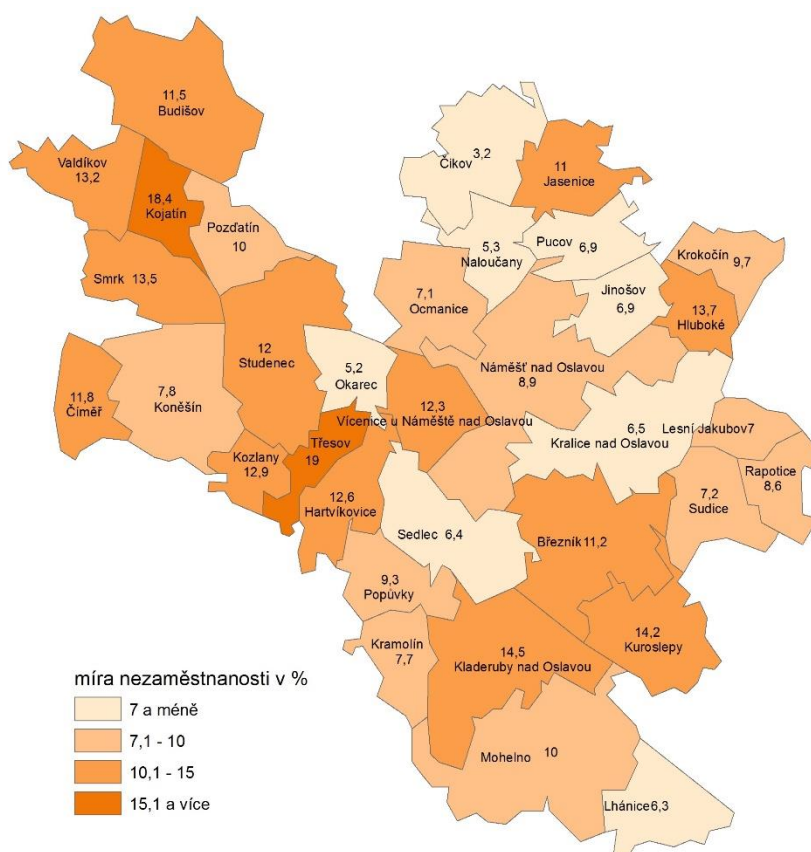 11,5
Budišov
Valdíkov
13,2
18,4
Kojatín
Pozďatín
10
Smrk 13,5
Čikov 3,2
11
Jasenice
5,3
Naloučany
Pucov 6,9
Krokočín
9,7
Jinošov
6,9
13,7
Hluboké
7,1
Ocmanice
12
Studenec
5,2
Okarec
Náměšť nad Oslavou
8,9
11,8
Číměř
7,8
Koněšín
12,3
Vícenice u Náměště nad Oslavou
6,5
Kralice nad Oslavou
Lesní Jakubov7
Třesov
19
Kozlany
12,9
Rapotice
8,6
7,2
Sudice
12,6
Hartvíkovice
Sedlec 6,4
Březník 11,2
9,3
Popůvky
Kramolín
7,7
14,5
Kladeruby nad Oslavou
14,2
Kuroslepy
Mohelno 10
Lhánice6,3
míra nezaměstnanosti v %
7 a méně
7,1 - 10
10,1 - 15
15,1 a více